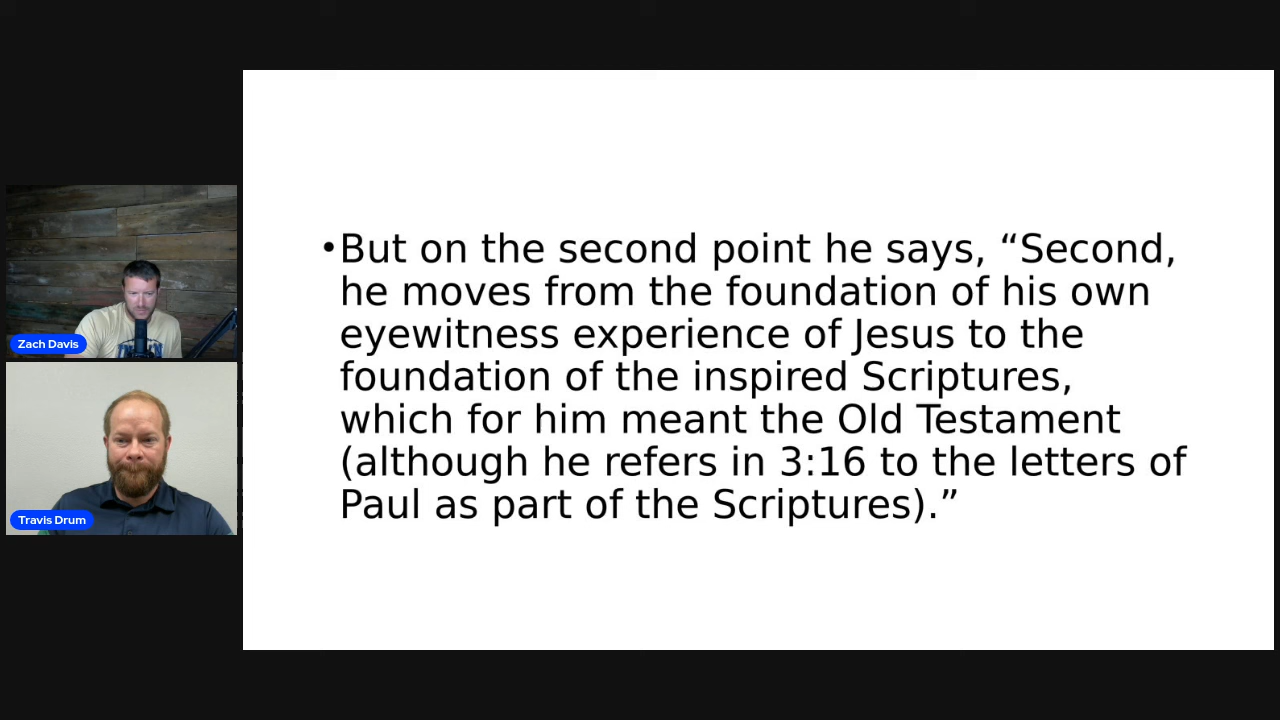 •But on the second point he says, “Second,
he moves from the foundation of his own
eyewitness experience of Jesus to the
foundation of the inspired Scriptures,
which for him meant the Old Testament
(although he refers in 3:16 to the letters of
Paul as part of the Scriptures).”
Zach Davis
Travis Drum